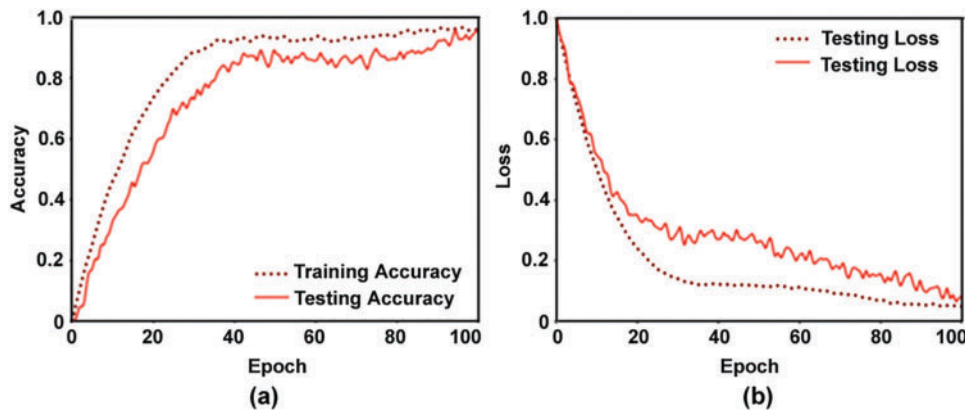 1.0
0.8
0.6
0.4
0.2
0
Accuracy
Training Accuracy
Testing Accuracy
0 20 40 60 80 100
Epoch
(a)
1.0
0.8
0.6
0.4
0.2
0
Loss
Testing Loss
Testing Loss
0 20 40 60 80 100
Epoch
(b)